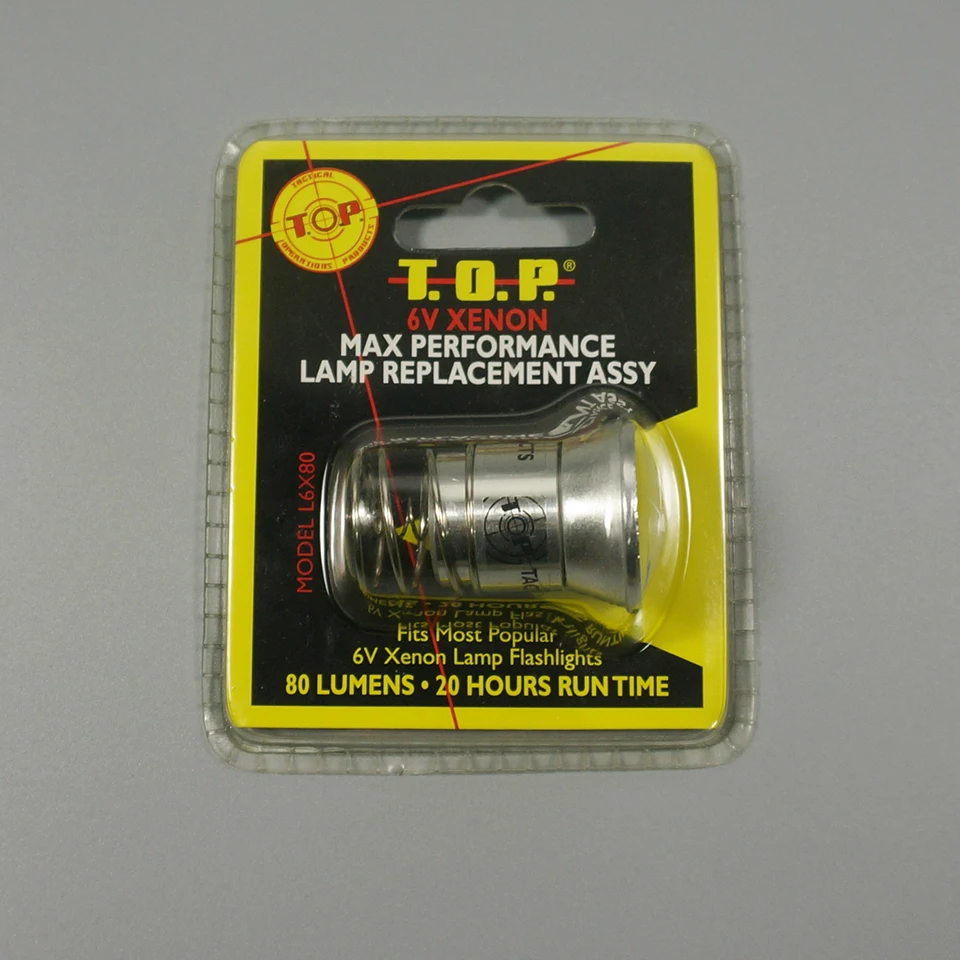 TACTICAL
T.O.P.
OPERATIONS PRODUCTS
T.O.P.®
6V XENON
MAX PERFORMANCE
LAMP REPLACEMENT ASSY
MODEL L6X80
TOP
Fits Most Popular
6V Xenon Lamp Flashlights
80 LUMENS • 20 HOURS RUN TIME